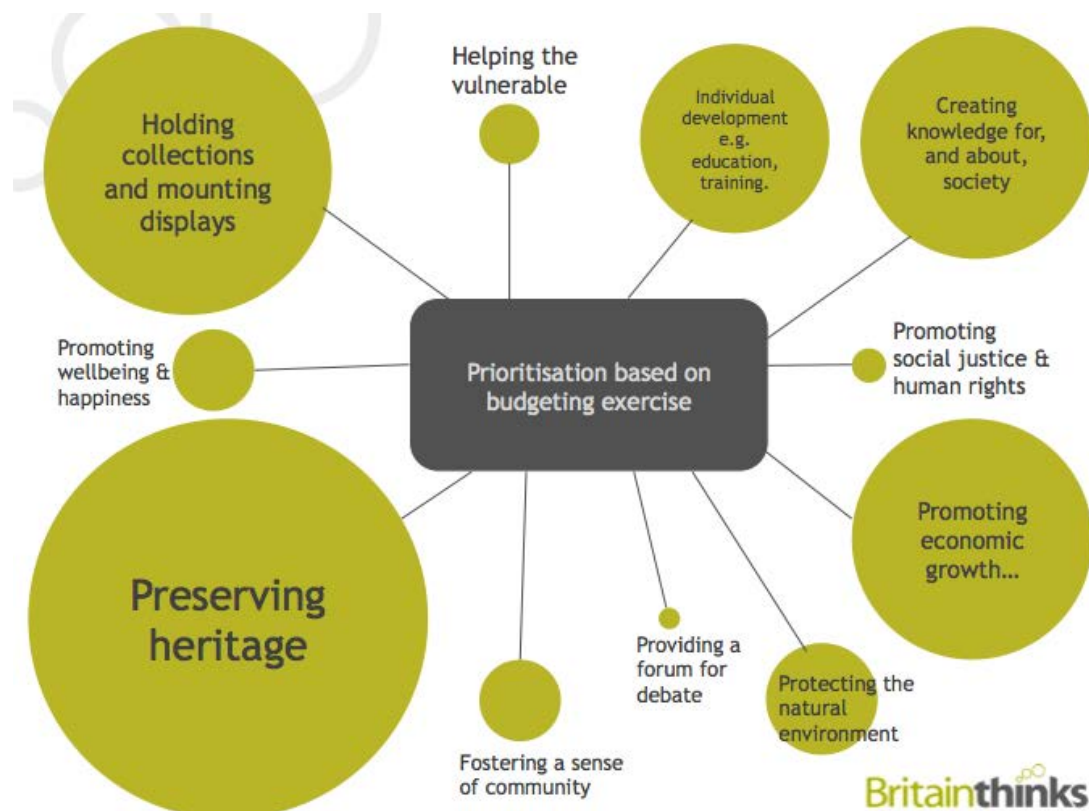 Holding
collections
and mounting
displays
Helping the
vulnerable
Individual
development
e.g.
education,
training.
Creating
knowledge for,
and about,
society
Promoting
wellbeing &
happiness
Prioritisation based on
budgeting exercise
Promoting
social justice &
human rights
Preserving
heritage
Promoting
economic
growth...
Fostering a sense
of community
Providing a
forum for
debate
Protecting the
natural
environment
Britainthinks